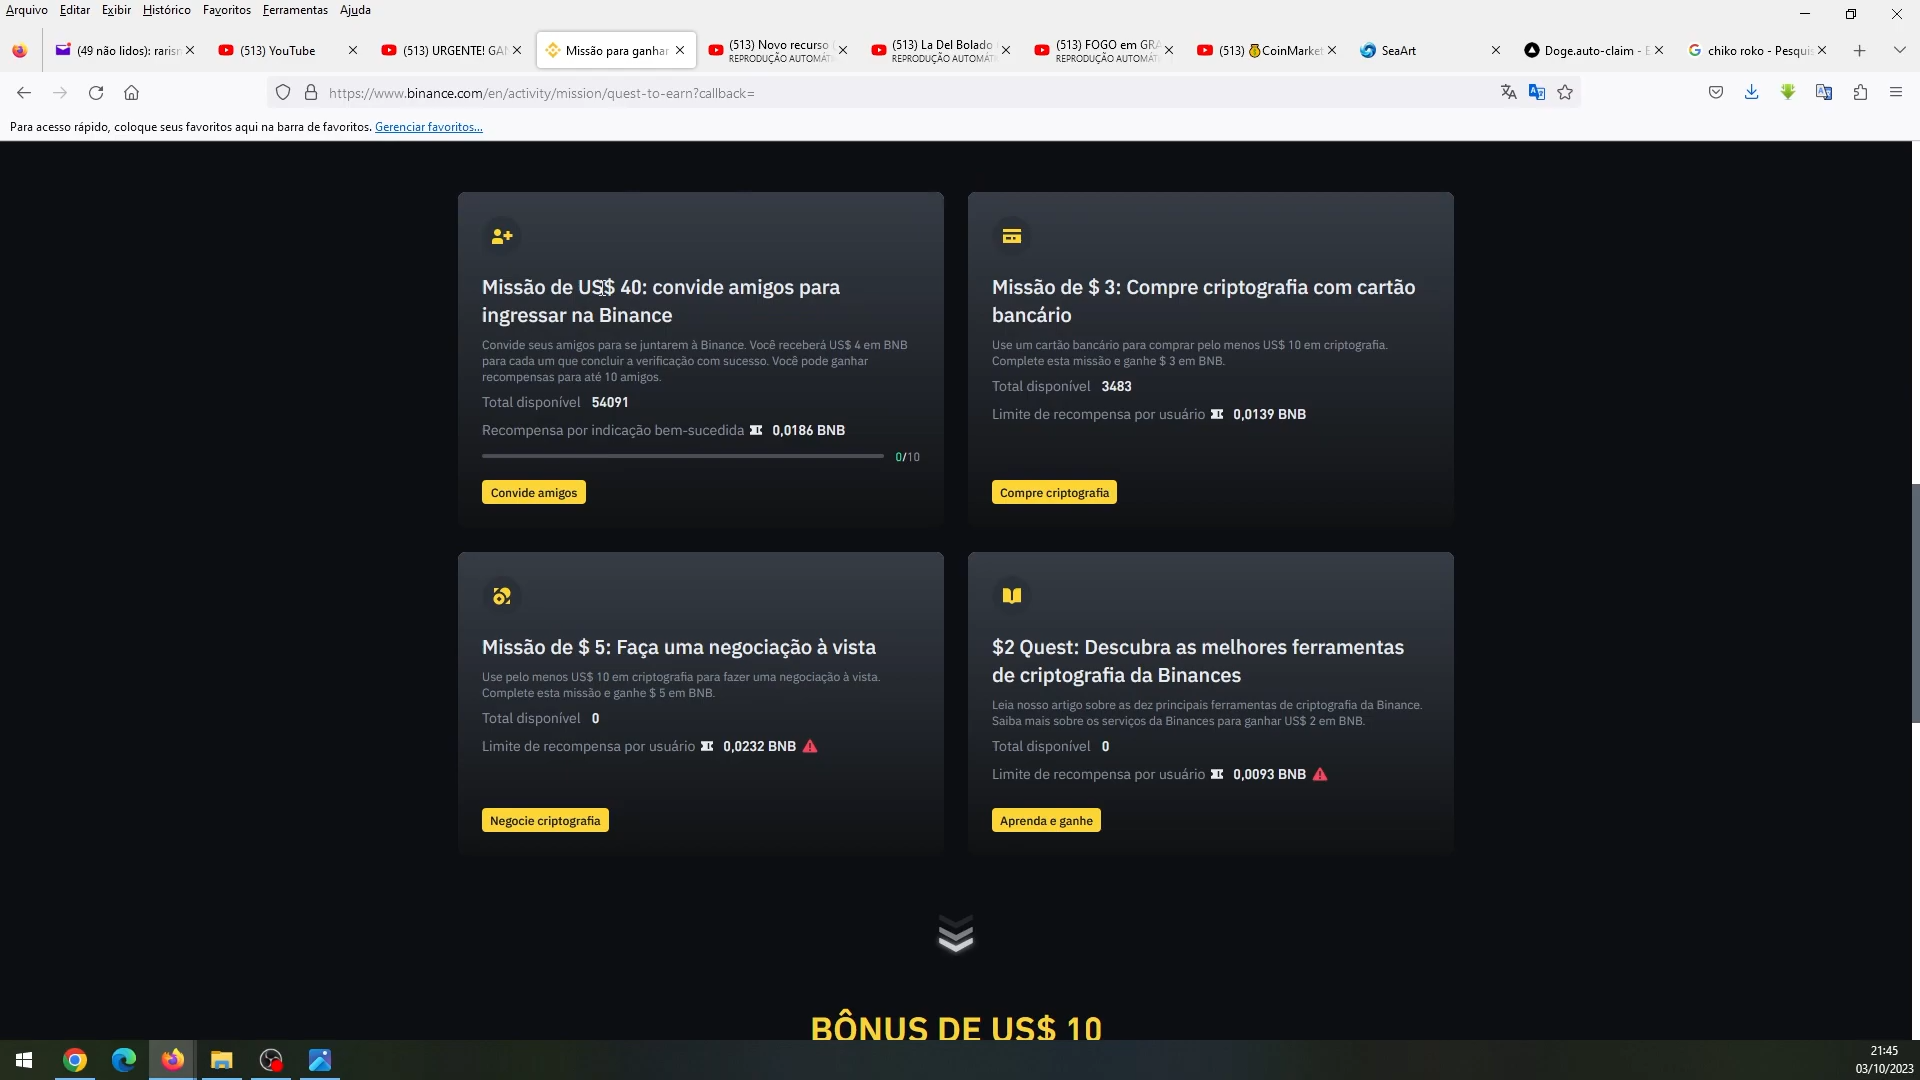 Arquivo Editar Exibir Histórico Favoritos Ferramentas Ajuda
(49 não lidos): rarisn
(513) YouTube
(513) URGENTE! GAN
Missão para ganhar
(513) Novo recurso
REPRODUÇÃO AUTOMÁTI
(513) La Del Bolado
REPRODUÇÃO AUTOMÁTI
(513) FOGO em GRA
REPRODUÇÃO AUTOMÁTI
(513) 💰CoinMarket
SeaArt
Doge.auto-claim - E
chiko roko - Pesquis
https://www.binance.com/en/activity/mission/quest-to-earn?callback=
Para acesso rápido, coloque seus favoritos aqui na barra de favoritos. Gerenciar favoritos...
Missão de US$ 40: convide amigos para
ingressar na Binance
Convide seus amigos para se juntarem à Binance. Você receberá US$ 4 em BNB
para cada um que concluir a verificação com sucesso. Você pode ganhar
recompensas para até 10 amigos.
Total disponível 54091
Recompensa por indicação bem-sucedida 0,0186 BNB
0/10
Convide amigos
Missão de $ 3: Compre criptografia com cartão
bancário
Use um cartão bancário para comprar pelo menos US$ 10 em criptografia.
Complete esta missão e ganhe $ 3 em BNB.
Total disponível 3483
Limite de recompensa por usuário 0,0139 BNB
Compre criptografia
Missão de $ 5: Faça uma negociação à vista
Use pelo menos US$ 10 em criptografia para fazer uma negociação à vista.
Complete esta missão e ganhe $ 5 em BNB.
Total disponível 0
Limite de recompensa por usuário 0,0232 BNB
Negocie criptografia
$2 Quest: Descubra as melhores ferramentas
de criptografia da Binances
Leia nosso artigo sobre as dez principais ferramentas de criptografia da Binance.
Saiba mais sobre os serviços da Binances para ganhar US$ 2 em BNB.
Total disponível 0
Limite de recompensa por usuário 0,0093 BNB
Aprenda e ganhe
BÔNUS DE US$ 10
21:45
03/10/2023